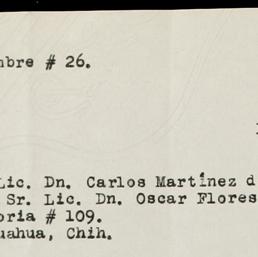 mbre # 26.
Lic. Dn. Carlos Martínez d
Sr. Lic. Dn. Oscar Flores
oria # 109.
uahua, Chih.